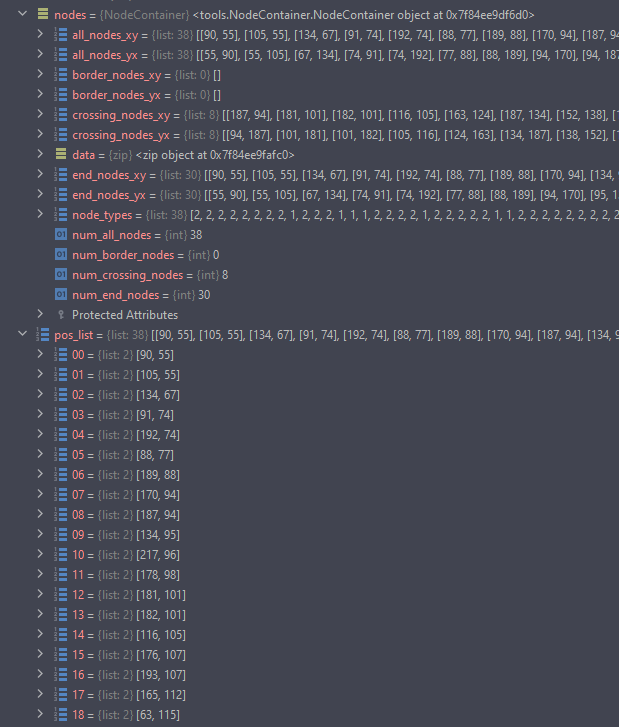 nodes = {NodeContainer} <tools.NodeContainer.NodeContainer object at 0x7f84ee9df6d0>
all_nodes_xy = {list: 38} [[90, 55], [105, 55], [134, 67], [91, 74], [192, 74], [88, 77], [189, 88], [170, 94], [187, 94
all_nodes_yx = {list: 38} [[55, 90], [55, 105], [67, 134], [74, 91], [74, 192], [77, 88], [88, 189], [94, 170], [94, 187
border_nodes_xy = {list: 0} []
border_nodes_yx = {list: 0} []
crossing_nodes_xy = {list: 8} [[187, 94], [181, 101], [182, 101], [116, 105], [163, 124], [187, 134], [152, 138], [1
crossing_nodes_yx = {list: 8} [[94, 187], [101, 181], [101, 182], [105, 116], [124, 163], [134, 187], [138, 152], [1
data = {zip} <zip object at 0x7f84ee9fafc0>
end_nodes_xy = {list: 30} [[90, 55], [105, 55], [134, 67], [91, 74], [192, 74], [88, 77], [189, 88], [170, 94], [134, 9
end_nodes_yx = {list: 30} [[55, 90], [55, 105], [67, 134], [74, 91], [74, 192], [77, 88], [88, 189], [94, 170], [95, 1
node_types = {list: 38} [2, 2, 2, 2, 2, 2, 2, 2, 1, 2, 2, 2, 1, 1, 1, 2, 2, 2, 2, 1, 2, 2, 2, 2, 2, 1, 2, 2, 2, 2, 2, 2, 2, 2, 2
num_all_nodes = {int} 38
num_border_nodes = {int} 0
num_crossing_nodes = {int} 8
num_end_nodes = {int} 30
Protected Attributes
pos_list = {list: 38} [[90, 55], [105, 55], [134, 67], [91, 74], [192, 74], [88, 77], [189, 88], [170, 94], [187, 94], [134, 9
00 = {list: 2} [90, 55]
01 = {list: 2} [105, 55]
02 = {list: 2} [134, 67]
03 = {list: 2} [91, 74]
04 = {list: 2} [192, 74]
05 = {list: 2} [88, 77]
06 = {list: 2} [189, 88]
07 = {list: 2} [170, 94]
08 = {list: 2} [187, 94]
09 = {list: 2} [134, 95]
10 = {list: 2} [217, 96]
11 = {list: 2} [178, 98]
12 = {list: 2} [181, 101]
13 = {list: 2} [182, 101]
14 = {list: 2} [116, 105]
15 = {list: 2} [176, 107]
16 = {list: 2} [193, 107]
17 = {list: 2} [165, 112]
18 = {list: 2} [63, 115]